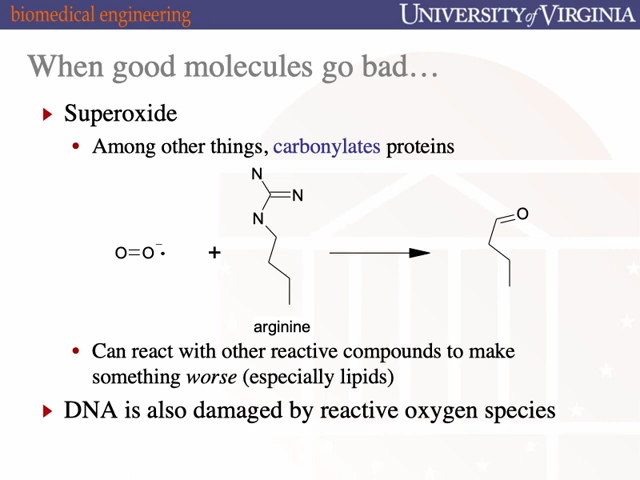 biomedical engineering
UNIVERSITY of VIRGINIA
When good molecules go bad…
Superoxide
Among other things, carbonylates proteins
N
N
N
O=O⁻·
+
O
arginine
Can react with other reactive compounds to make
something worse (especially lipids)
DNA is also damaged by reactive oxygen species